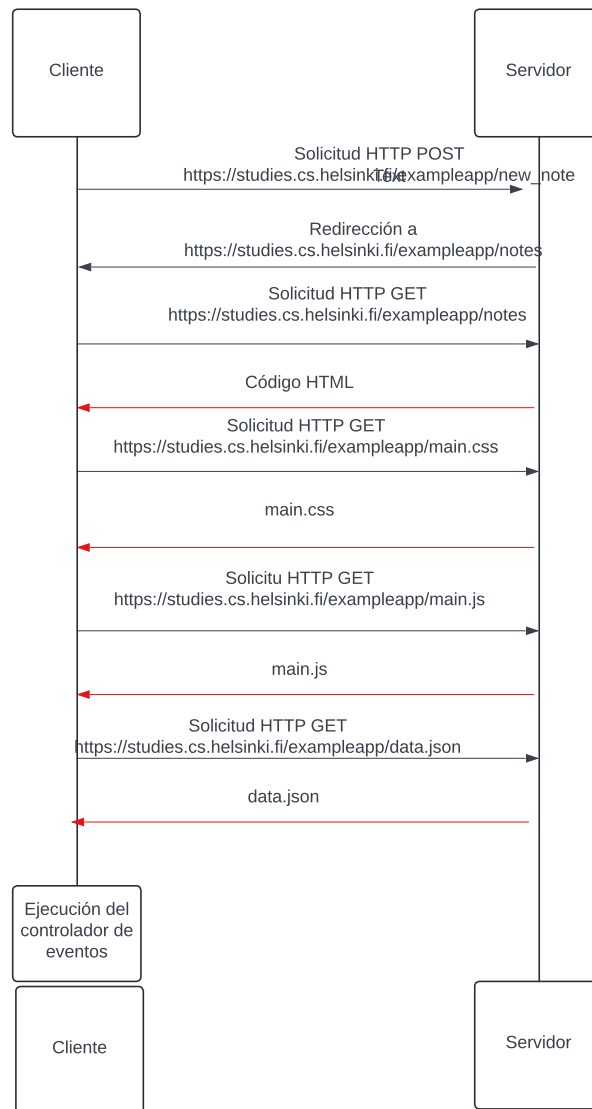 Cliente
Servidor
Solicitud HTTP POST
https://studies.cs.helsinki.fi/exampleapp/new_note
Text
Redirección a
https://studies.cs.helsinki.fi/exampleapp/notes
Solicitud HTTP GET
https://studies.cs.helsinki.fi/exampleapp/notes
Código HTML
Solicitud HTTP GET
https://studies.cs.helsinki.fi/exampleapp/main.css
main.css
Solicitu HTTP GET
https://studies.cs.helsinki.fi/exampleapp/main.js
main.js
Solicitud HTTP GET
https://studies.cs.helsinki.fi/exampleapp/data.json
data.json
Ejecución del
controlador de
eventos
Cliente
Servidor